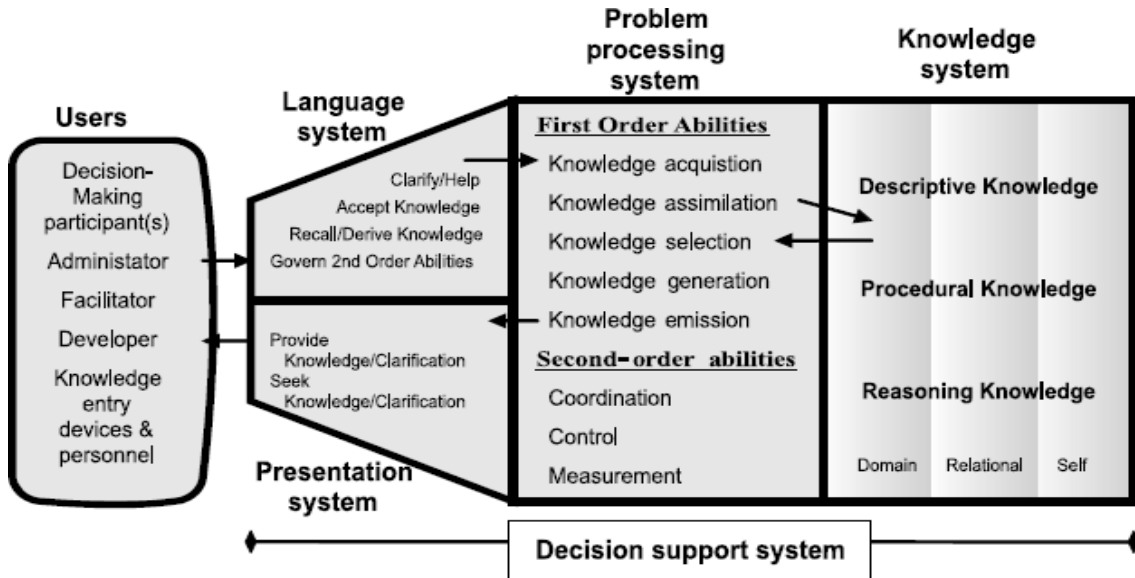 Users
Decision-
Making
participant(s)
Administator
Facilitator
Developer
Knowledge
entry
devices &
personnel
Language
system
Clarify/Help
Accept Knowledge
Recall/Derive Knowledge
Govern 2nd Order Abilities
Provide
Knowledge/Clarification
Seek
Knowledge/Clarification
Presentation
system
Problem
processing
system
First Order Abilities
Knowledge acquistion
Knowledge assimilation
Knowledge selection
Knowledge generation
Knowledge emission
Second-order abilities
Coordination
Control
Measurement
Knowledge
system
Descriptive Knowledge
Procedural Knowledge
Reasoning Knowledge
Domain Relational Self
Decision support system